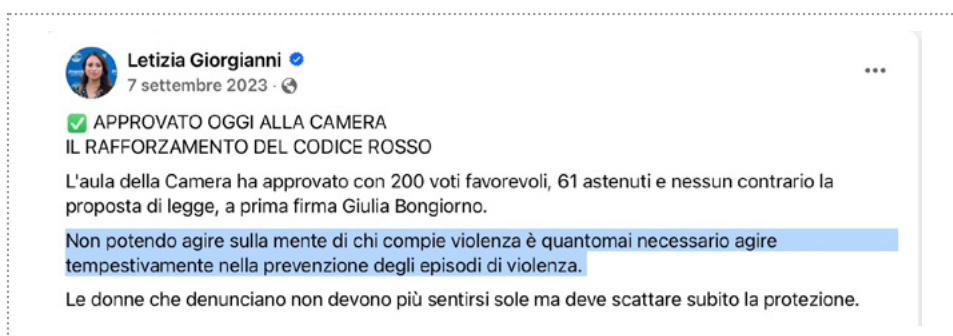 Letizia Giorgianni
7 settembre 2023 ·
✅ APPROVATO OGGI ALLA CAMERA
IL RAFFORZAMENTO DEL CODICE ROSSO
L'aula della Camera ha approvato con 200 voti favorevoli, 61 astenuti e nessun contrario la
proposta di legge, a prima firma Giulia Bongiorno.
Non potendo agire sulla mente di chi compie violenza è quantomai necessario agire
tempestivamente nella prevenzione degli episodi di violenza.
Le donne che denunciano non devono più sentirsi sole ma deve scattare subito la protezione.